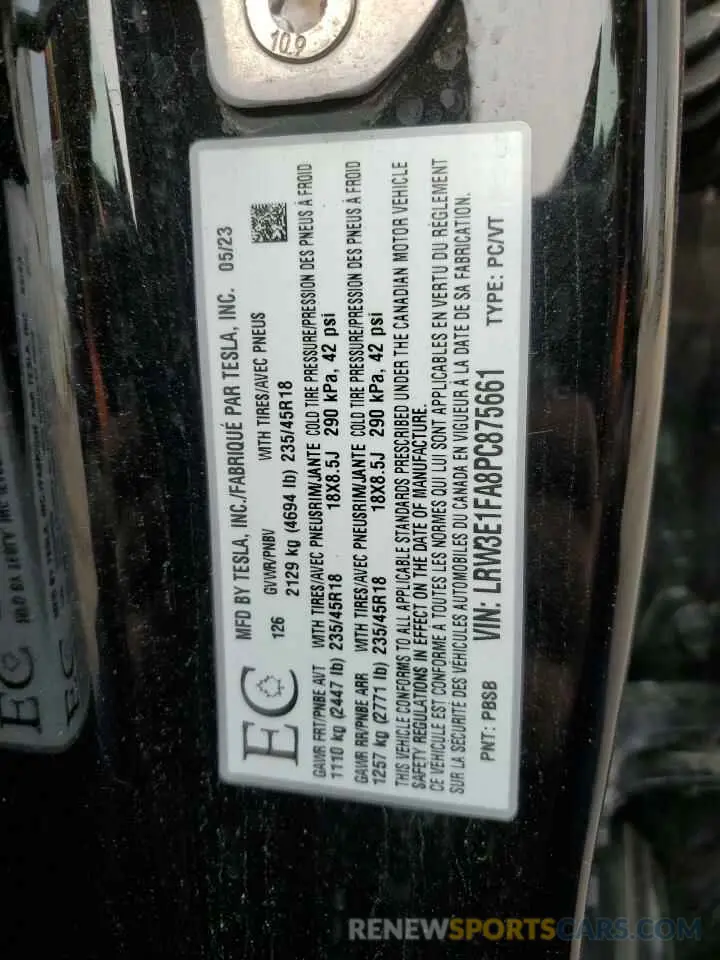 10.9
MFD BY TESLA, INC./FABRIQUÉ PAR TESLA, INC. 05/23
126 GVWR/PNBV WITH TIRES/AVEC PNEUS
2129 kg (4694 lb) 235/45R18
EC
GAWR FRT/PNBE AVT WITH TIRES/AVEC PNEUS RIM/JANTE COLD TIRE PRESSURE/PRESSION DES PNEUS À FROID
1110 kg (2447 lb) 235/45R18 18X8.5J 290 kPa, 42 psi
GAWR RR/PNBE ARR WITH TIRES/AVEC PNEUS RIM/JANTE COLD TIRE PRESSURE/PRESSION DES PNEUS À FROID
1257 kg (2771 lb) 235/45R18 18X8.5J 290 kPa, 42 psi
THIS VEHICLE CONFORMS TO ALL APPLICABLE STANDARDS PRESCRIBED UNDER THE CANADIAN MOTOR VEHICLE
SAFETY REGULATIONS IN EFFECT ON THE DATE OF MANUFACTURE.
CE VÉHICULE EST CONFORME À TOUTES LES NORMES QUI LUI SONT APPLICABLES EN VERTU DU RÈGLEMENT
SUR LA SÉCURITÉ DES VÉHICULES AUTOMOBILES DU CANADA EN VIGUEUR À LA DATE DE SA FABRICATION.
PNT: PBSB VIN: LRW3E1FA8PC875661 TYPE: PC/VT
EC
RENEWSPORTSCAR.COM